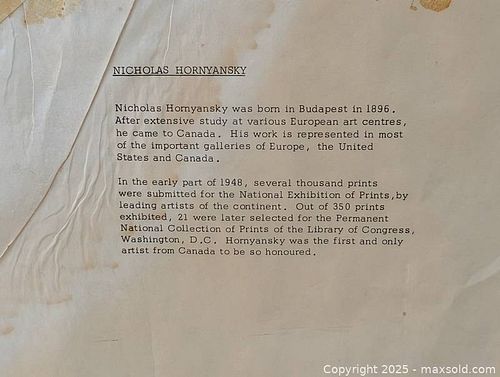 NICHOLAS HORNYANSKY
Nicholas Hornyansky was born in Budapest in 1896.
After extensive study at various European art centres,
he came to Canada. His work is represented in most
of the important galleries of Europe, the United
States and Canada.
In the early part of 1948, several thousand prints
were submitted for the National Exhibition of Prints,by
leading artists of the continent. Out of 350 prints
exhibited, 21 were later selected for the Permanent
National Collection of Prints of the Library of Congress,
Washington, D.C. Hornyansky was the first and only
artist from Canada to be so honoured.
Copyright 2025 - maxsold.com